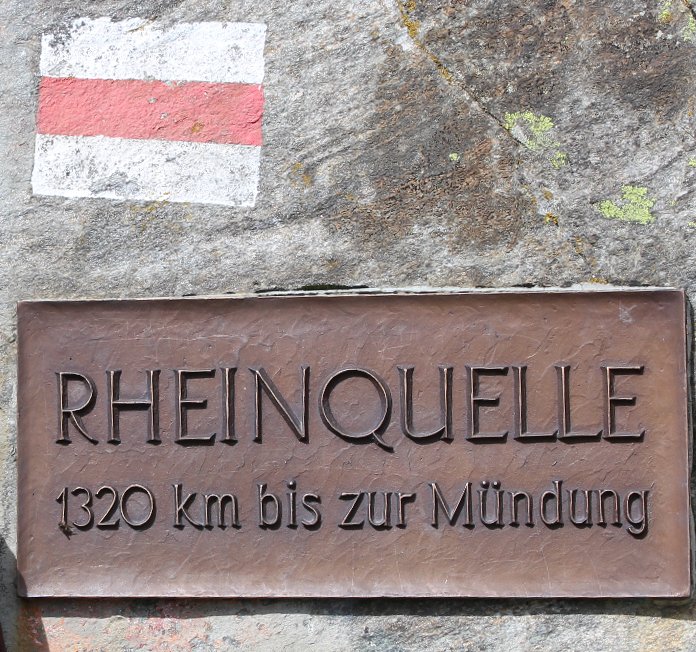 RHEINQUELLE
1320 km bis zur Mündung